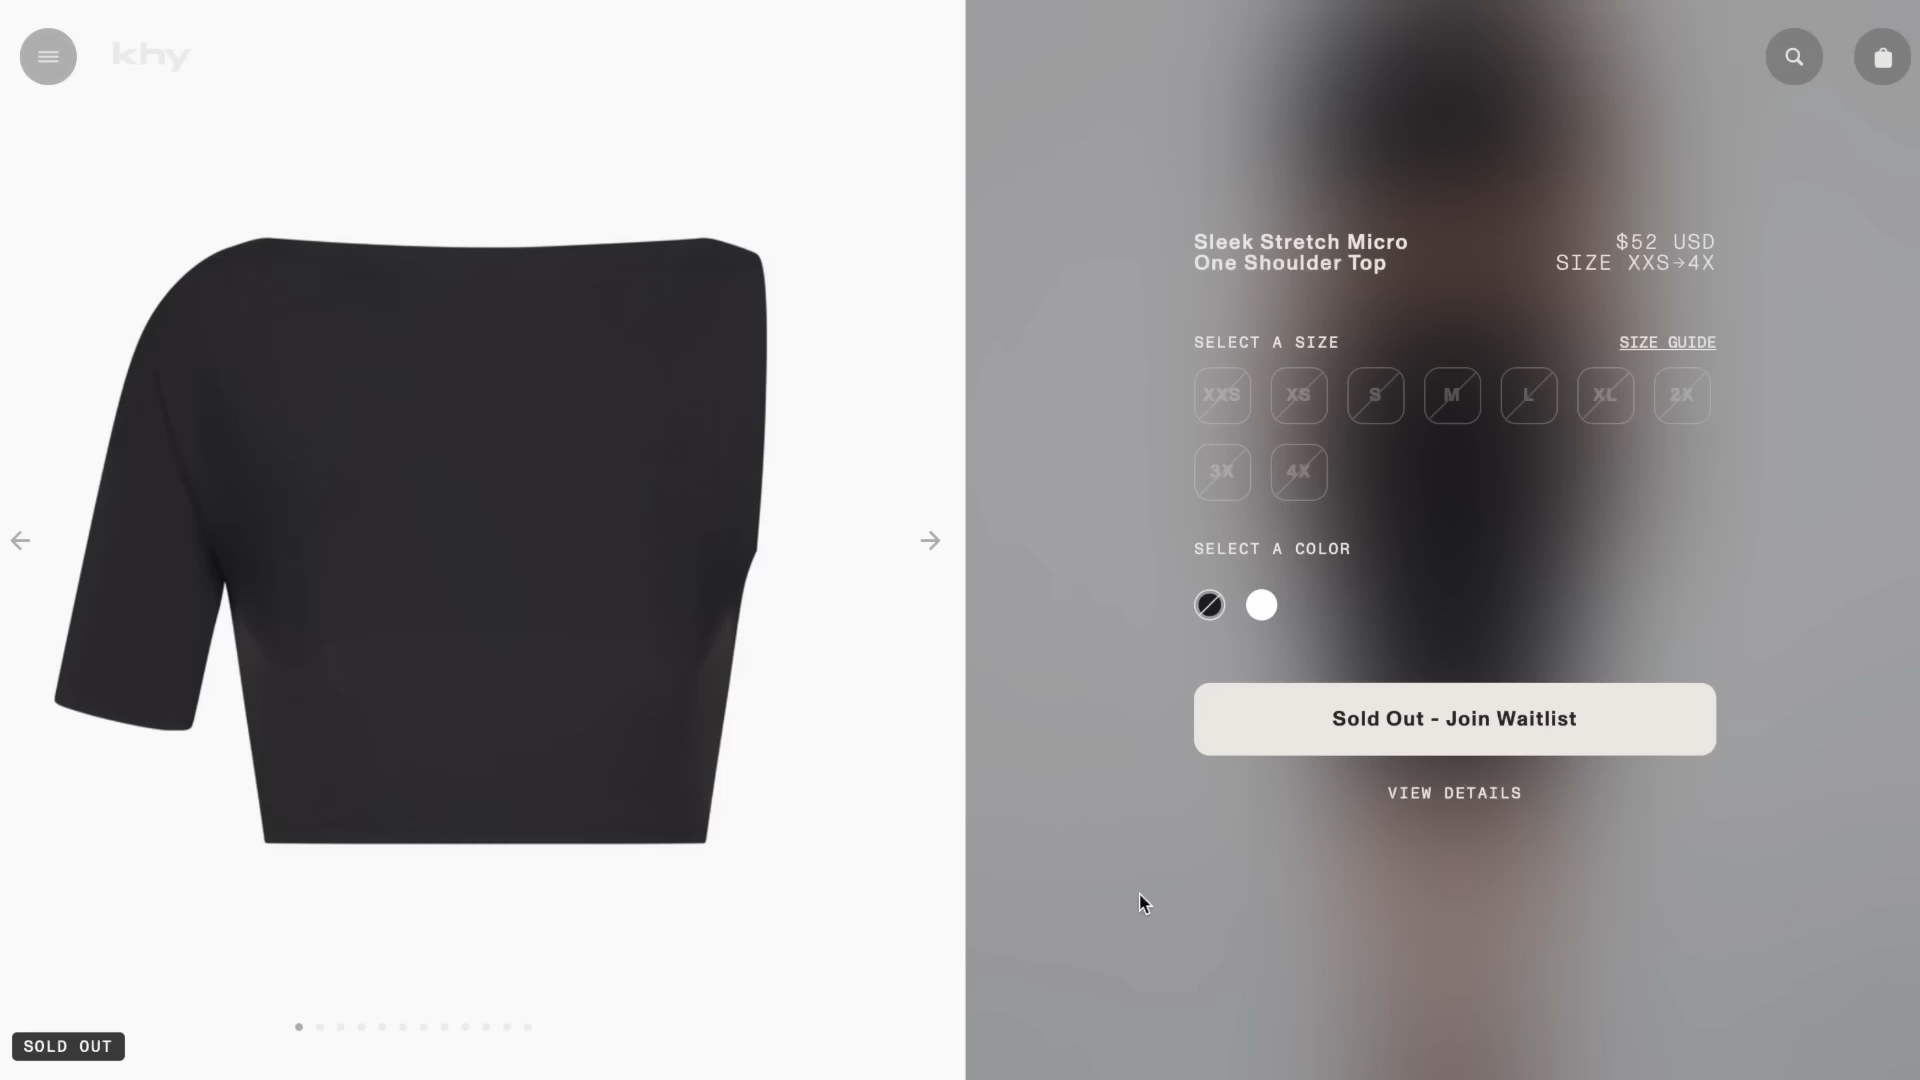 khy
Sleek Stretch Micro
One Shoulder Top
$52 USD
SIZE XXS→4X
SELECT A SIZE
SIZE GUIDE
XXS XS S M L XL 2X
3X 4X
SELECT A COLOR
Sold Out - Join Waitlist
VIEW DETAILS
SOLD OUT